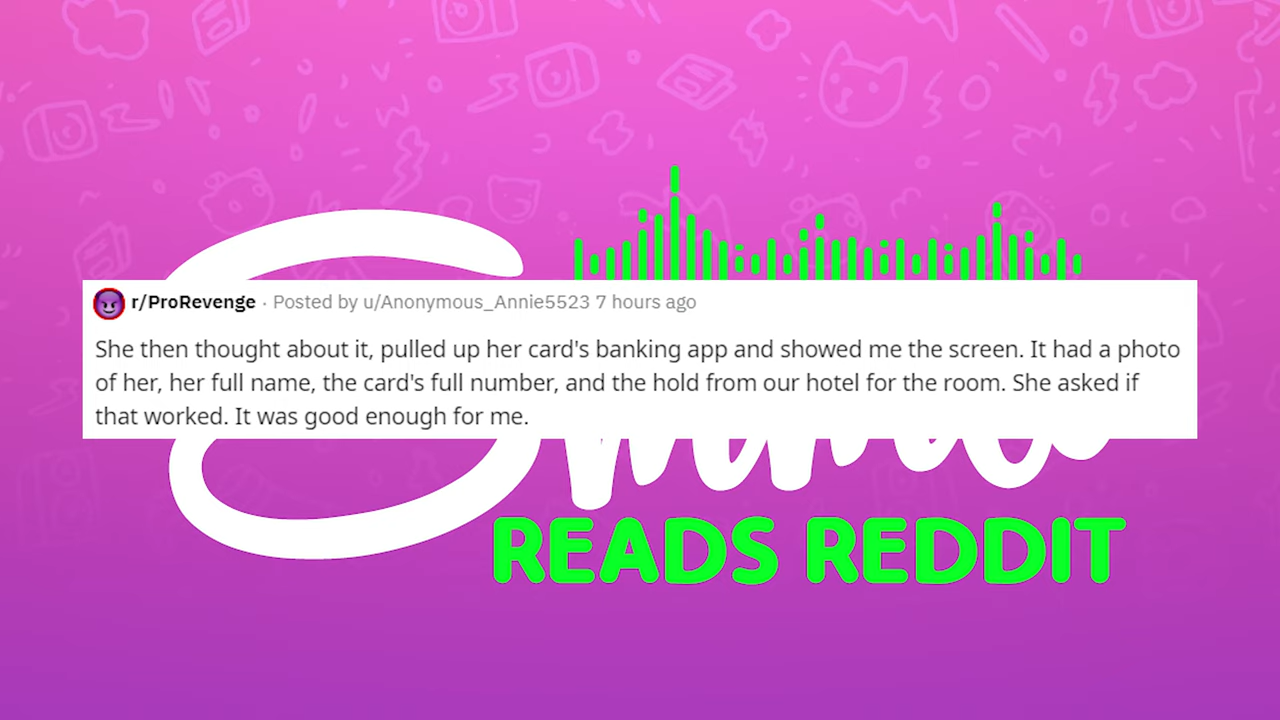 r/ProRevenge · Posted by u/Anonymous_Annie5523 7 hours ago
She then thought about it, pulled up her card's banking app and showed me the screen. It had a photo
of her, her full name, the card's full number, and the hold from our hotel for the room. She asked if
that worked. It was good enough for me.
READS REDDIT